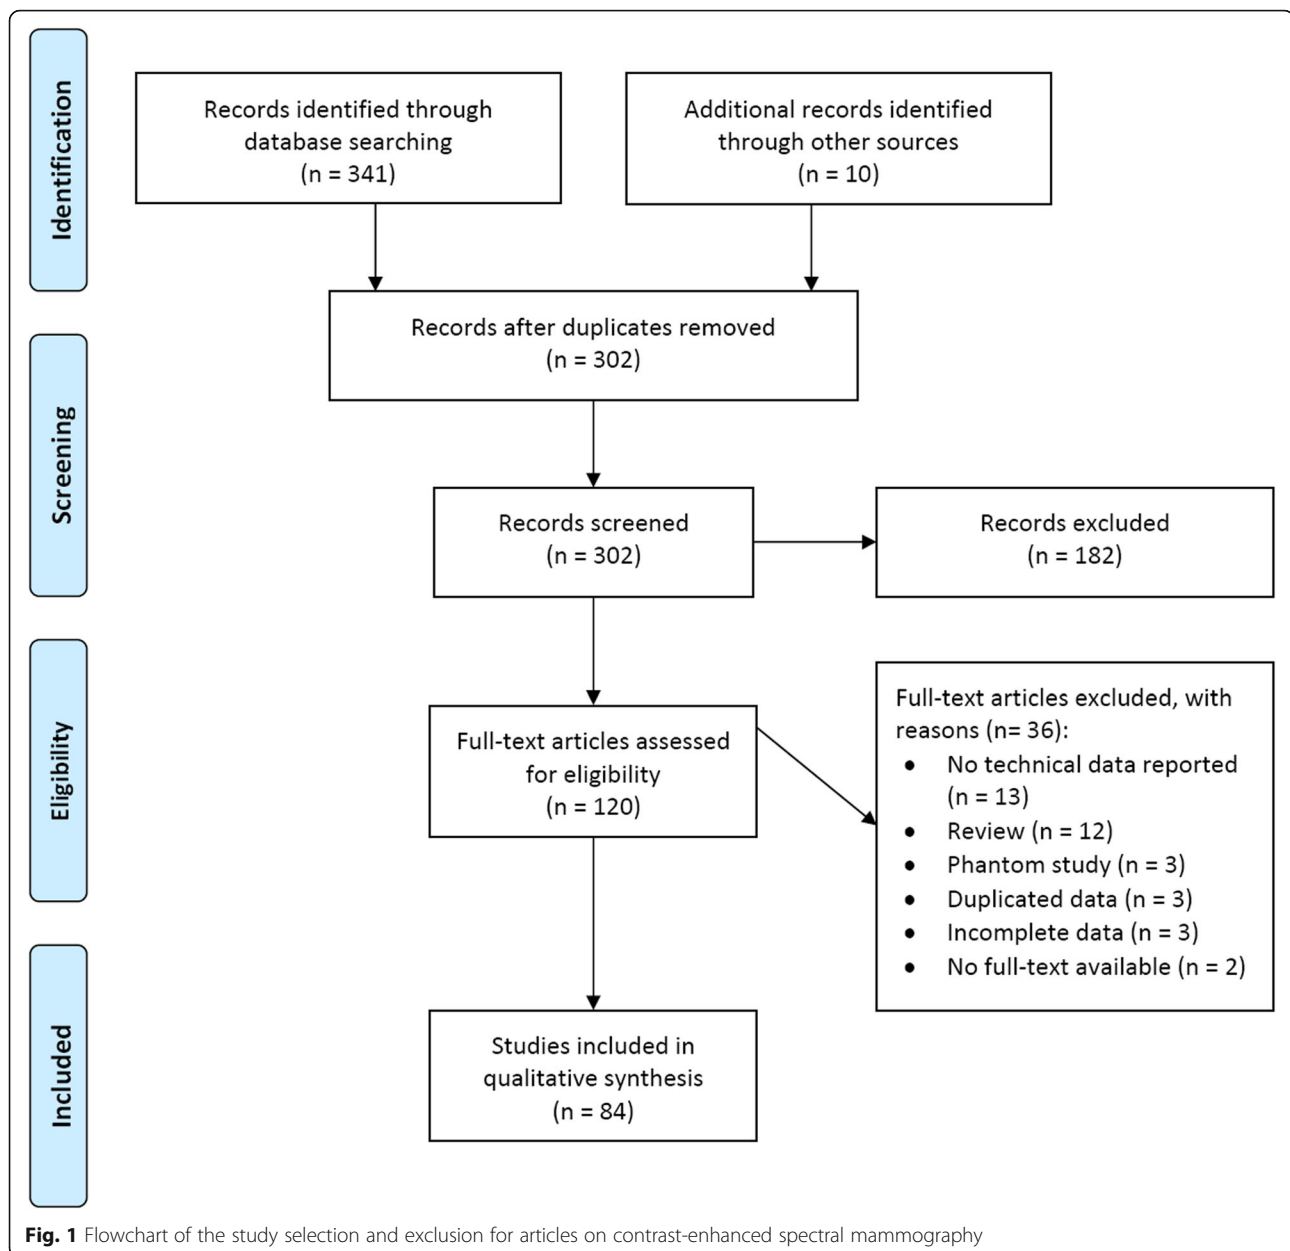 Identification
Records identified through
database searching
(n = 341)
Additional records identified
through other sources
(n = 10)
Records after duplicates removed
(n = 302)
Screening
Records screened
(n = 302)
Records excluded
(n = 182)
Eligibility
Full-text articles assessed
for eligibility
(n = 120)
Full-text articles excluded, with
reasons (n= 36):
• No technical data reported
(n = 13)
• Review (n = 12)
• Phantom study (n = 3)
• Duplicated data (n = 3)
• Incomplete data (n = 3)
• No full-text available (n = 2)
Included
Studies included in
qualitative synthesis
(n = 84)
Fig. 1 Flowchart of the study selection and exclusion for articles on contrast-enhanced spectral mammography